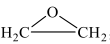 O
H₂C CH₂